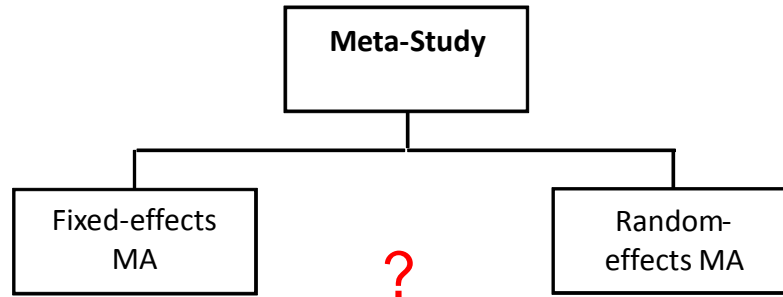 Meta-Study
Fixed-effects
MA
Random-
effects MA
?